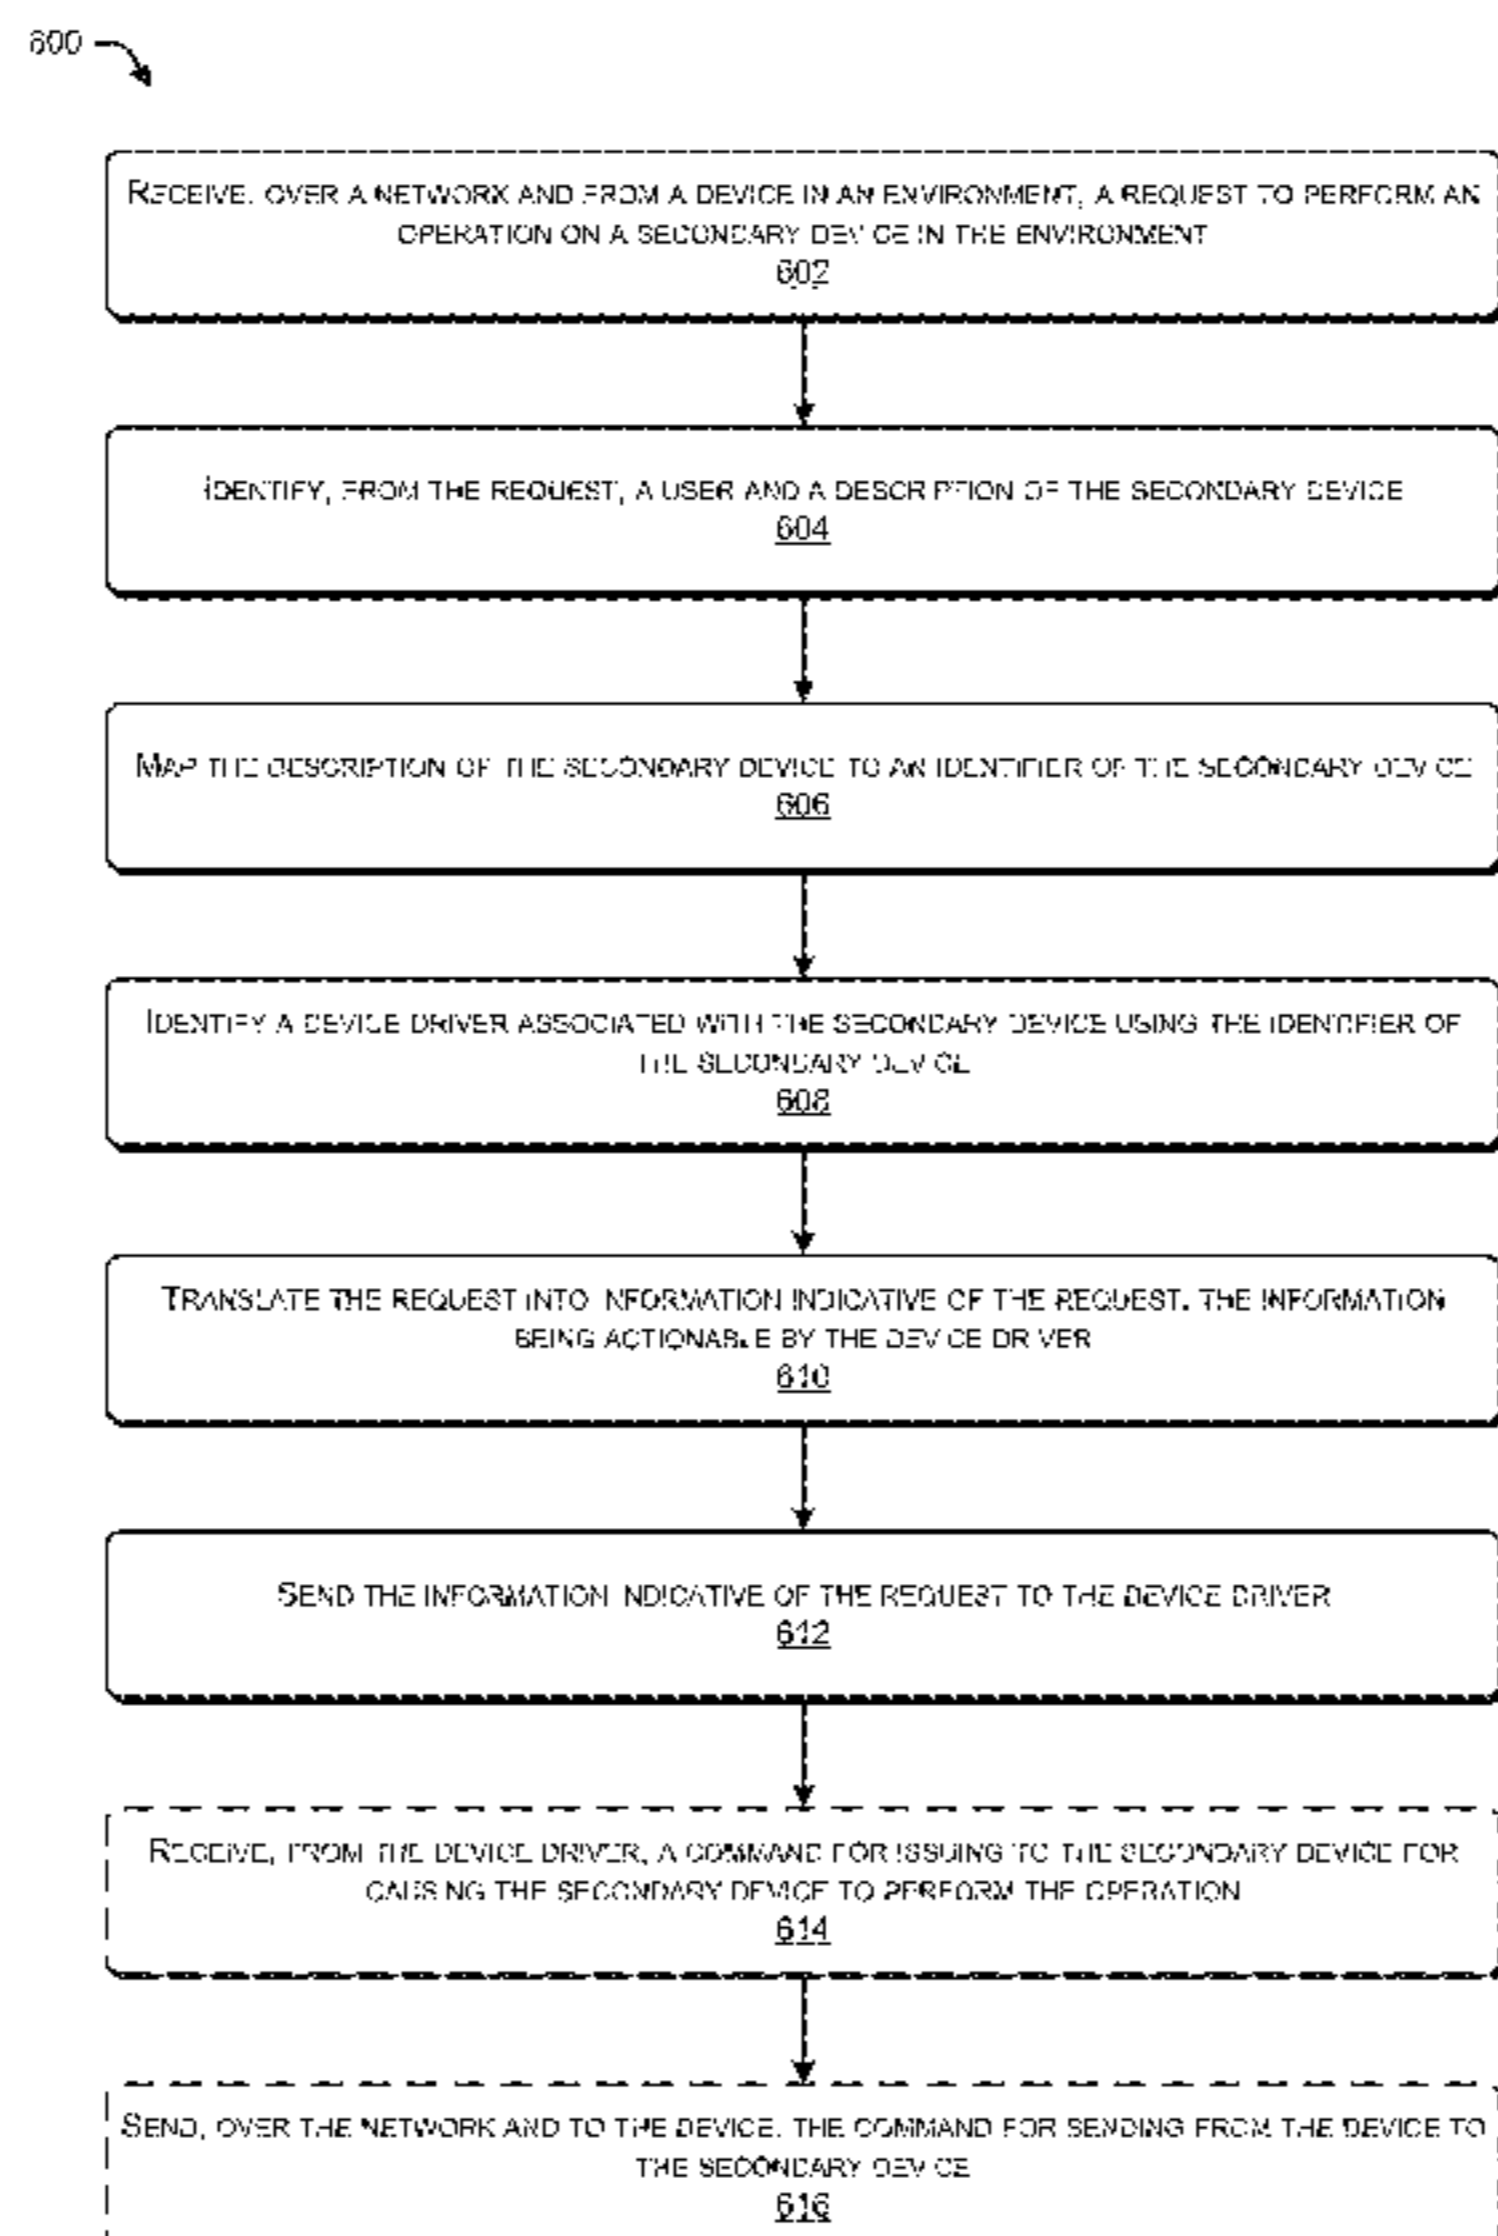 600
RECEIVE, OVER A NETWORK AND FROM A DEVICE IN AN ENVIRONMENT, A REQUEST TO PERFORM AN
OPERATION ON A SECONDARY DEVICE IN THE ENVIRONMENT
602
IDENTIFY, FROM THE REQUEST, A USER AND A DESCRIPTION OF THE SECONDARY DEVICE
604
MAP THE DESCRIPTION OF THE SECONDARY DEVICE TO AN IDENTIFIER OF THE SECONDARY DEVICE
606
IDENTIFY A DEVICE DRIVER ASSOCIATED WITH THE SECONDARY DEVICE USING THE IDENTIFIER OF
THE SECONDARY DEVICE
608
TRANSLATE THE REQUEST INTO INFORMATION INDICATIVE OF THE REQUEST, THE INFORMATION
BEING ACTIONABLE BY THE DEVICE DRIVER
610
SEND THE INFORMATION INDICATIVE OF THE REQUEST TO THE DEVICE DRIVER
612
RECEIVE, FROM THE DEVICE DRIVER, A COMMAND FOR ISSUING TO THE SECONDARY DEVICE FOR
CAUSING THE SECONDARY DEVICE TO PERFORM THE OPERATION
614
SEND, OVER THE NETWORK AND TO THE DEVICE, THE COMMAND FOR SENDING FROM THE DEVICE TO
THE SECONDARY DEVICE
616